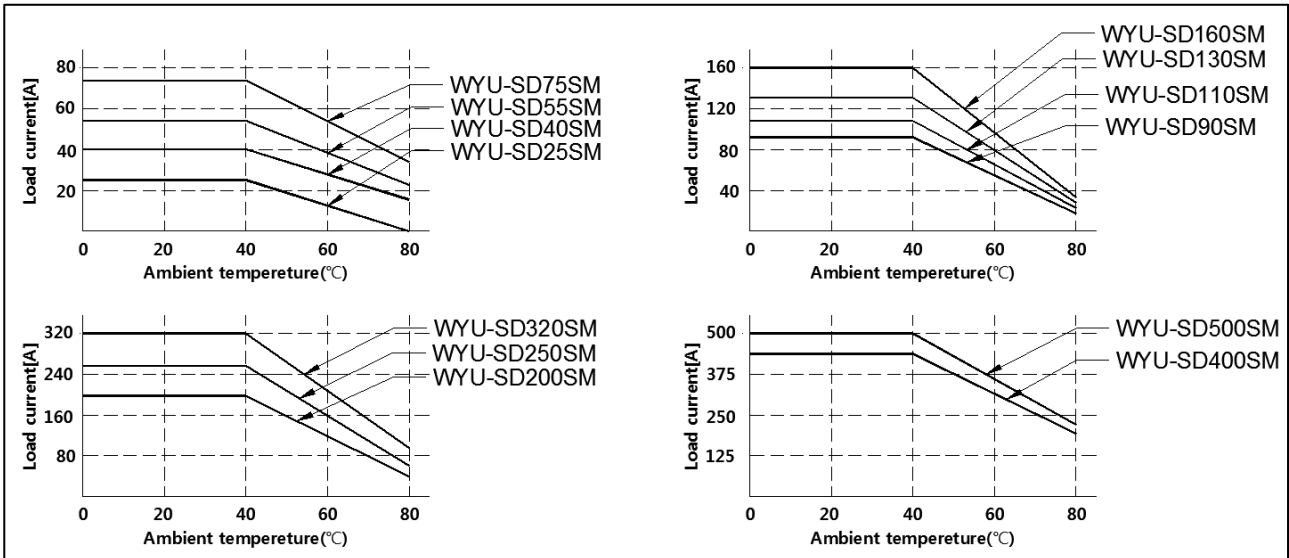 Load current[A]
80
60
40
20
0 20 40 60 80
Ambient tempereture(℃)
WYU-SD75SM
WYU-SD55SM
WYU-SD40SM
WYU-SD25SM
Load current[A]
160
120
80
40
0 20 40 60 80
Ambient tempereture(℃)
WYU-SD160SM
WYU-SD130SM
WYU-SD110SM
WYU-SD90SM
Load current[A]
320
240
160
80
0 20 40 60 80
Ambient tempereture(℃)
WYU-SD320SM
WYU-SD250SM
WYU-SD200SM
Load current[A]
500
375
250
125
0 20 40 60 80
Ambient tempereture(℃)
WYU-SD500SM
WYU-SD400SM